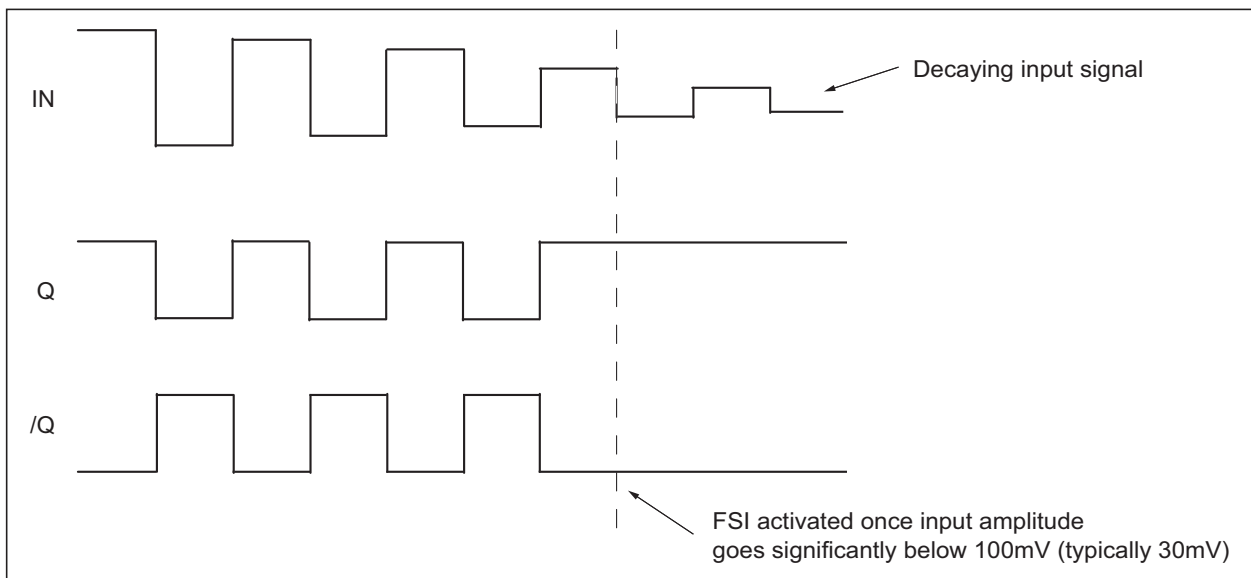 IN
Decaying input signal
Q
/Q
FSI activated once input amplitude
goes significantly below 100mV (typically 30mV)